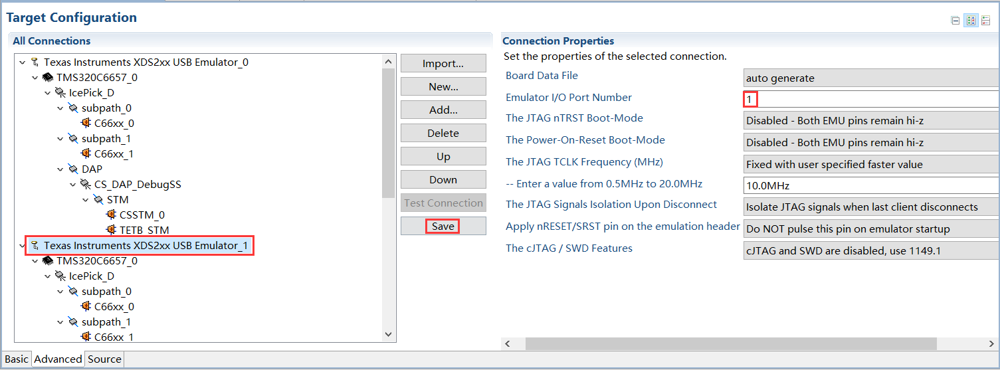 Target Configuration
All Connections
Texas Instruments XDS2xx USB Emulator_0
TMS320C6657_0
IcePick_D
subpath_0
C66xx_0
subpath_1
C66xx_1
DAP
CS_DAP_DebugSS
STM
CSSTM_0
TETB_STM
Texas Instruments XDS2xx USB Emulator_1
TMS320C6657_0
IcePick_D
subpath_0
C66xx_0
subpath_1
C66xx_1
Import...
New...
Add...
Delete
Up
Down
Test Connection
Save
Connection Properties
Set the properties of the selected connection.
Board Data File auto generate
Emulator I/O Port Number 1
The JTAG nTRST Boot-Mode Disabled - Both EMU pins remain hi-z
The Power-On-Reset Boot-Mode Disabled - Both EMU pins remain hi-z
The JTAG TCLK Frequency (MHz) Fixed with user specified faster value
-- Enter a value from 0.5MHz to 20.0MHz 10.0MHz
The JTAG Signals Isolation Upon Disconnect Isolate JTAG signals when last client disconnects
Apply nRESET/SRST pin on the emulation header Do NOT pulse this pin on emulator startup
The cJTAG / SWD Features cJTAG and SWD are disabled, use 1149.1
Basic Advanced Source